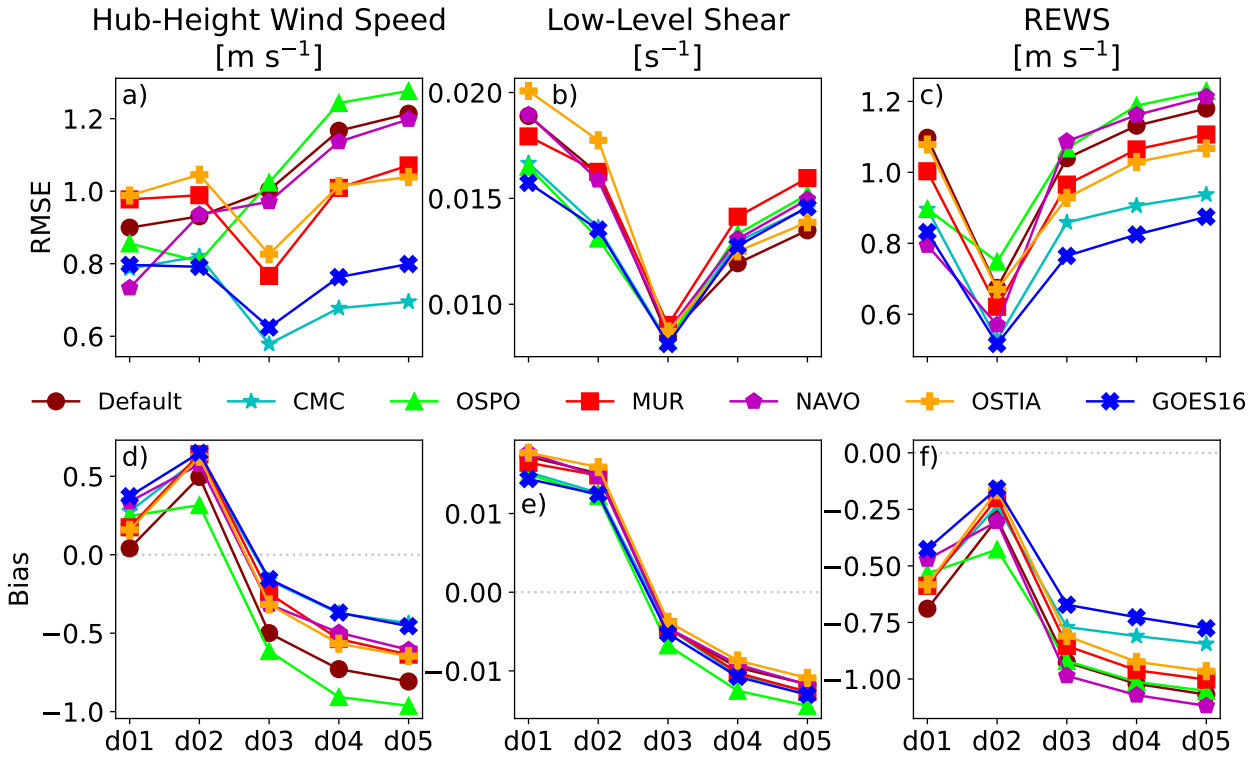 Hub-Height Wind Speed Low-Level Shear REWS
[m s⁻¹] [s⁻¹] [m s⁻¹]
a) b) c)
RMSE
1.2
1.0
0.8
0.6
0.020
0.015
0.010
1.2
1.0
0.8
0.6
Default CMC OSPO MUR NAVO OSTIA GOES16
d) e) f)
Bias
0.5
0.0
−0.5
−1.0
0.01
0.00
−0.01
0.00
−0.25
−0.50
−0.75
−1.00
d01 d02 d03 d04 d05 d01 d02 d03 d04 d05 d01 d02 d03 d04 d05